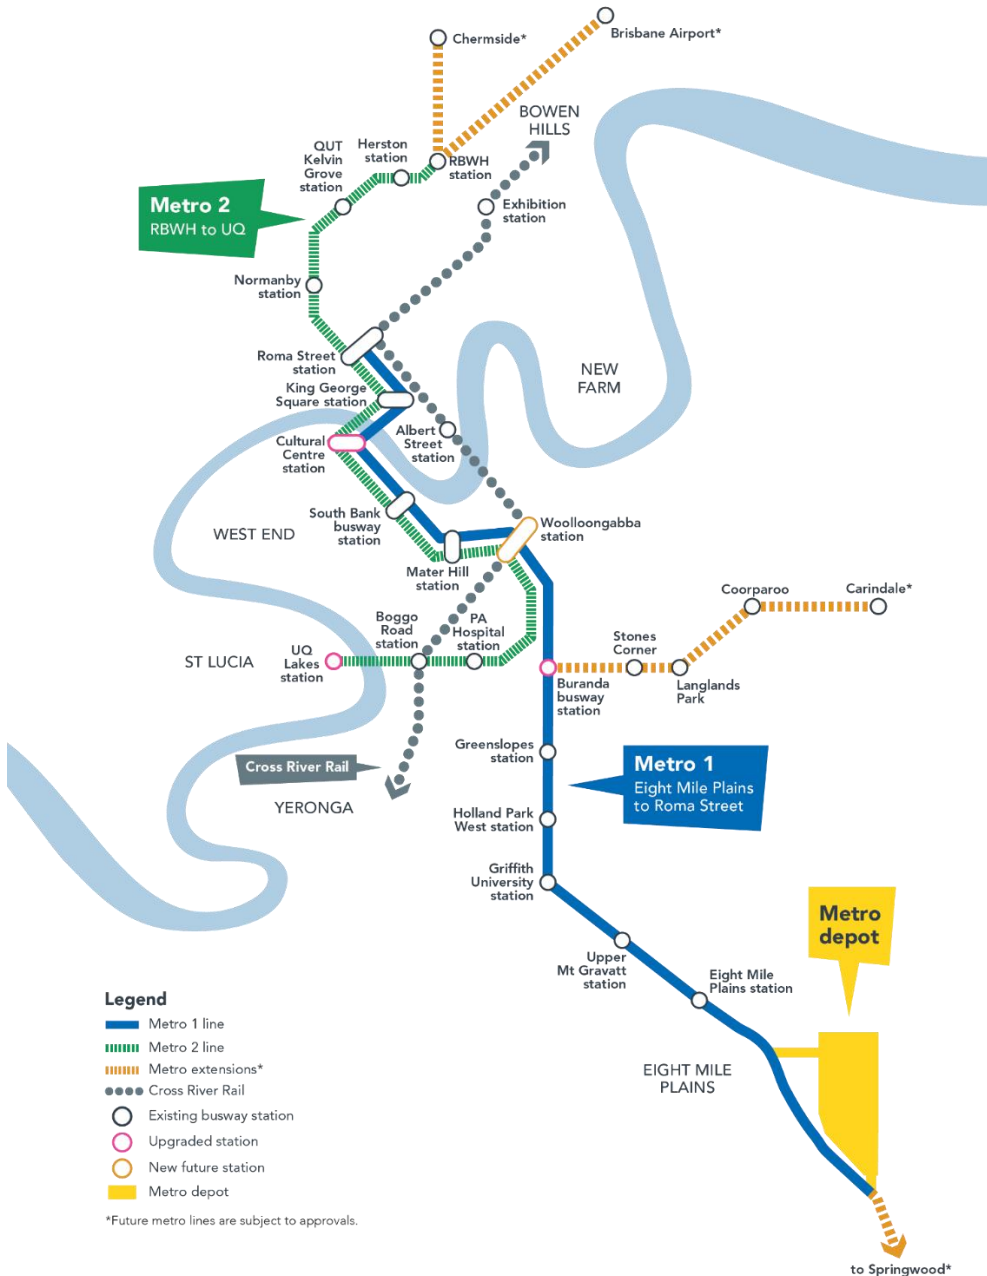 Chermside*
Brisbane Airport*
BOWEN
HILLS
QUT
Kelvin
Grove
station
Herston
station
RBWH
station
Exhibition
station
Metro 2
RBWH to UQ
Normanby
station
Roma Street
station
King George
Square station
NEW
FARM
Albert
Street
station
Cultural
Centre
station
South Bank
busway
station
WEST END
Woolloongabba
station
Mater Hill
station
Coorparoo
Carindale*
Boggo
Road
station
PA
Hospital
station
Stones
Corner
ST LUCIA
UQ
Lakes
station
Buranda
busway
station
Langlands
Park
Greenslopes
station
Metro 1
Eight Mile Plains
to Roma Street
Cross River Rail
YERONGA
Holland Park
West station
Griffith
University
station
Metro
depot
Upper
Mt Gravatt
station
Eight Mile
Plains station
EIGHT MILE
PLAINS
Legend
Metro 1 line
Metro 2 line
Metro extensions*
Cross River Rail
Existing busway station
Upgraded station
New future station
Metro depot
*Future metro lines are subject to approvals.
to Springwood*